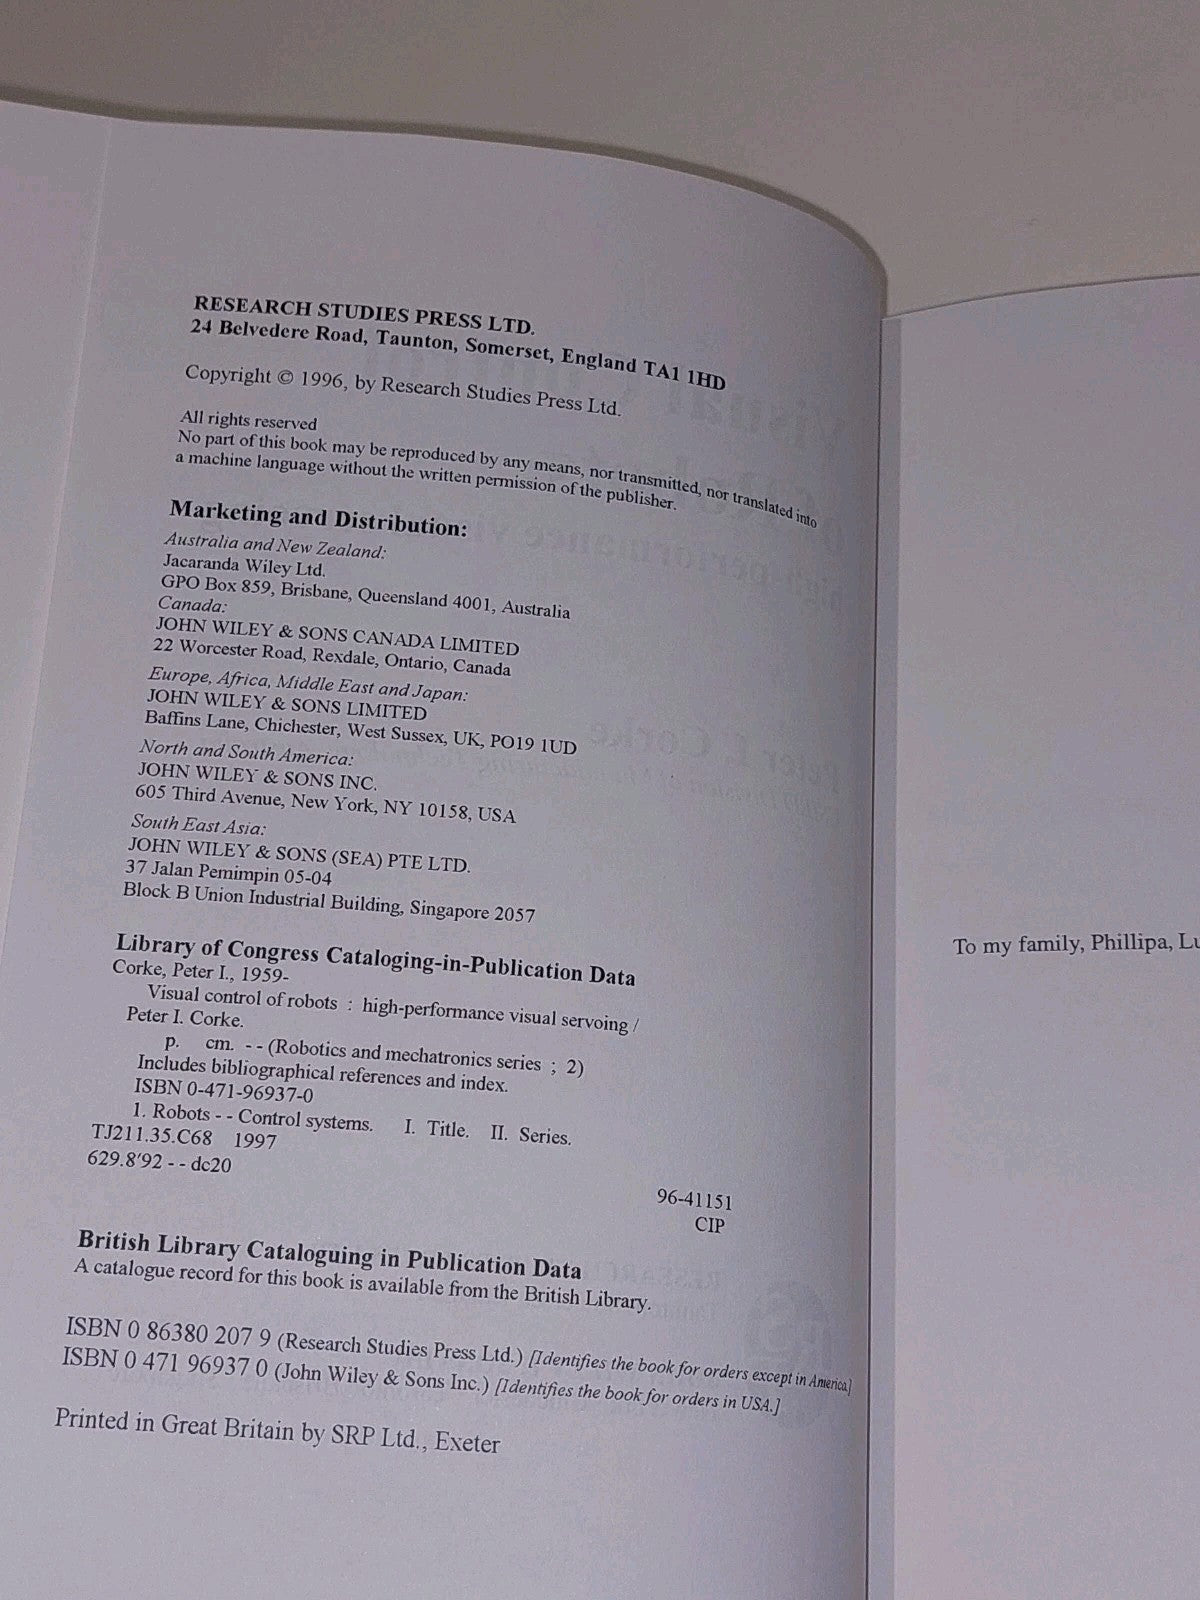 RESEARCH STUDIES PRESS LTD.
24 Belvedere Road, Taunton, Somerset, England TA1 1HD
Copyright © 1996, by Research Studies Press Ltd.
All rights reserved
No part of this book may be reproduced by any means, nor transmitted, nor translated into
a machine language without the written permission of the publisher.
Marketing and Distribution:
Australia and New Zealand:
Jacaranda Wiley Ltd.
GPO Box 859, Brisbane, Queensland 4001, Australia
Canada:
JOHN WILEY & SONS CANADA LIMITED
22 Worcester Road, Rexdale, Ontario, Canada
Europe, Africa, Middle East and Japan:
JOHN WILEY & SONS LIMITED
Baffins Lane, Chichester, West Sussex, UK, PO19 1UD
North and South America:
JOHN WILEY & SONS INC.
605 Third Avenue, New York, NY 10158, USA
South East Asia:
JOHN WILEY & SONS (SEA) PTE LTD.
37 Jalan Pemimpin 05-04
Block B Union Industrial Building, Singapore 2057
Library of Congress Cataloging-in-Publication Data
Corke, Peter I., 1959-
Visual control of robots : high-performance visual servoing /
Peter I. Corke.
p. cm. - - (Robotics and mechatronics series ; 2)
Includes bibliographical references and index.
ISBN 0-471-96937-0
1. Robots - - Control systems. I. Title. II. Series.
TJ211.35.C68 1997
629.8'92 - - dc20
96-41151
CIP
British Library Cataloguing in Publication Data
A catalogue record for this book is available from the British Library.
ISBN 0 86380 207 9 (Research Studies Press Ltd.) [Identifies the book for orders except in America]
ISBN 0 471 96937 0 (John Wiley & Sons Inc.) [Identifies the book for orders in USA.]
Printed in Great Britain by SRP Ltd., Exeter
To my family, Phillipa, Lu